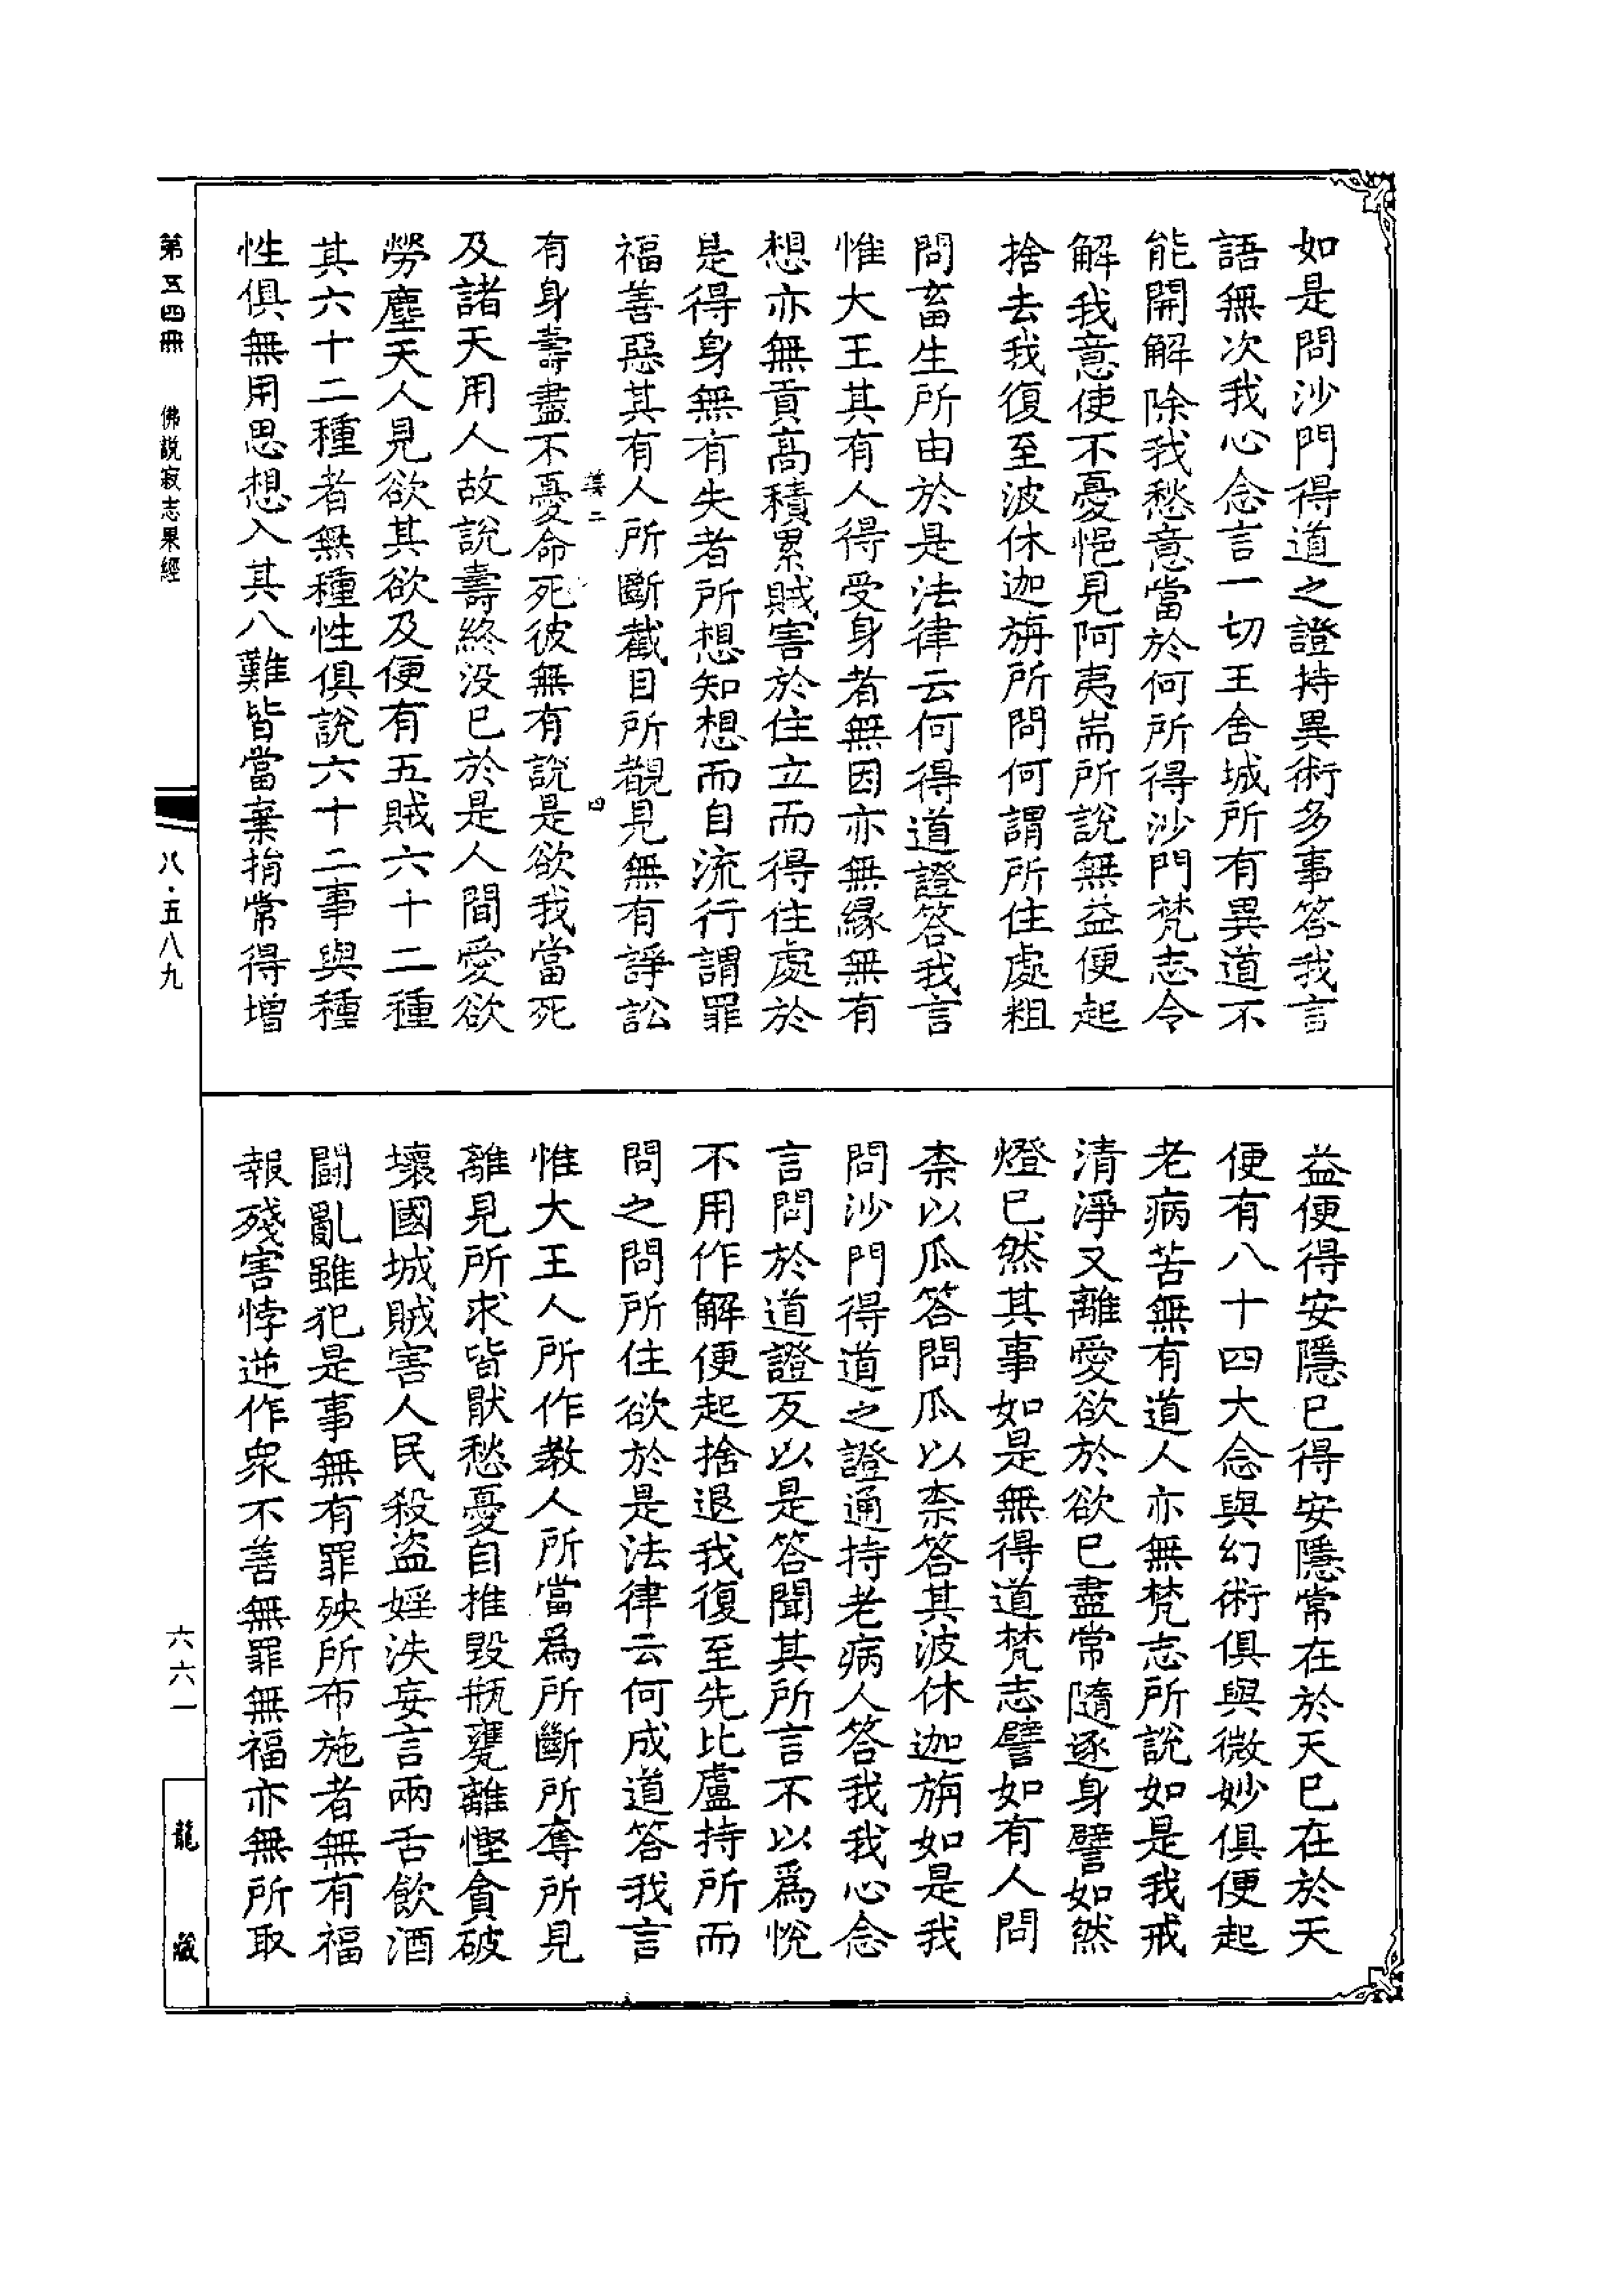 如是問沙門得道之證持異術多事答我言
語無次我心念言一切王舍城所有異道不
能開解除我愁意當於何所得沙門梵志令
解我意使不憂悒見阿夷耑所說無益便起
捨去我復至波休迦旃所問何謂所住處粗
問畜生所由於是法律云何得道證答我言
惟大王其有人得受身者無因亦無緣無有
想亦無貢高積累賊害於住立而得住處於
是得身無有失者所想知想而自流行謂罪
福善惡其有人所斷截目所覩見無有諍訟
善二
四
有身壽盡不憂命死彼無有說是欲我當死
及諸天用人故說壽終没已於是人間愛欲
勞塵天人見欲其欲及便有五賊六十二種
其六十二種者無種性俱說六十二事與種
性俱無用思想入其八難皆當棄捐常得增
益便得安隱已得安隱常在於天已在於天
便有八十四大念與幻術俱與微妙俱便起
老病苦無有道人亦無梵志所說如是我戒
清淨又離愛欲於欲已盡常隨逐身譬如然
燈已然其事如是無得道梵志譬如有人問
柰以瓜答問瓜以柰答其波休迦旃如是我
問沙門得道之證通持老病人答我我心念
言問於道證反以是答聞其所言不以爲悅
不用作解便起捨退我復至先比盧持所而
問之問所住欲於是法律云何成道答我言
惟大王人所作教人所當爲所斷所奪所見
離見所求皆猒愁憂自推毀瓶甕離慳貪破
壞國城賊害人民殺盗婬泆妄言兩舌飲酒
鬪亂雖犯是事無有罪殃所布施者無有福
報殘害悖逆作衆不善無罪無福亦無所取
第五四冊 佛說寂志果經
八·五八九
六六一
龍藏